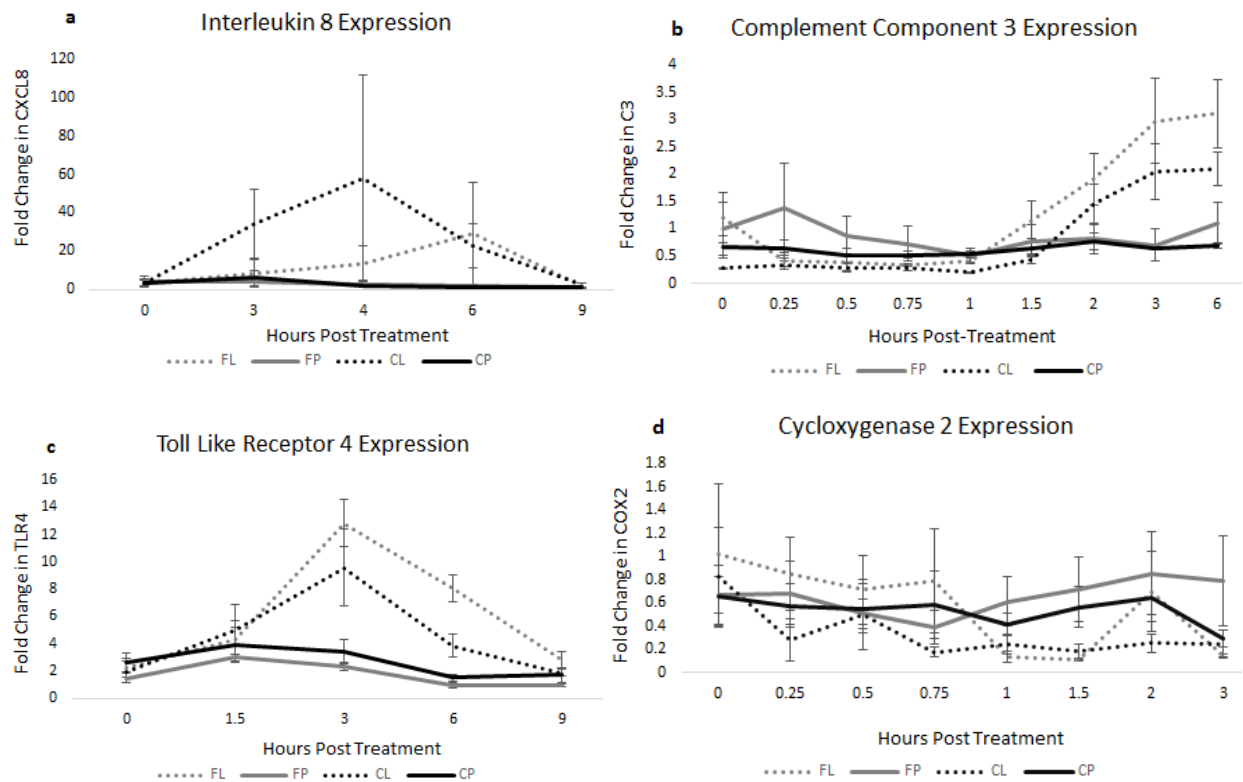 a
Interleukin 8 Expression
Fold Change in CXCL8
120
100
80
60
40
20
0
0 3 4 6 9
Hours Post Treatment
FL FP CL CP
b
Complement Component 3 Expression
Fold Change in C3
4
3.5
3
2.5
2
1.5
1
0.5
0
0 0.25 0.5 0.75 1 1.5 2 3 6
Hours Post-Treatment
FL FP CL CP
c
Toll Like Receptor 4 Expression
Fold Change in TLR4
16
14
12
10
8
6
4
2
0
0 1.5 3 6 9
Hours Post Treatment
FL FP CL CP
d
Cycloxygenase 2 Expression
Fold Change in COX2
1.8
1.6
1.4
1.2
1
0.8
0.6
0.4
0.2
0
0 0.25 0.5 0.75 1 1.5 2 3
Hours Post Treatment
FL FP CL CP